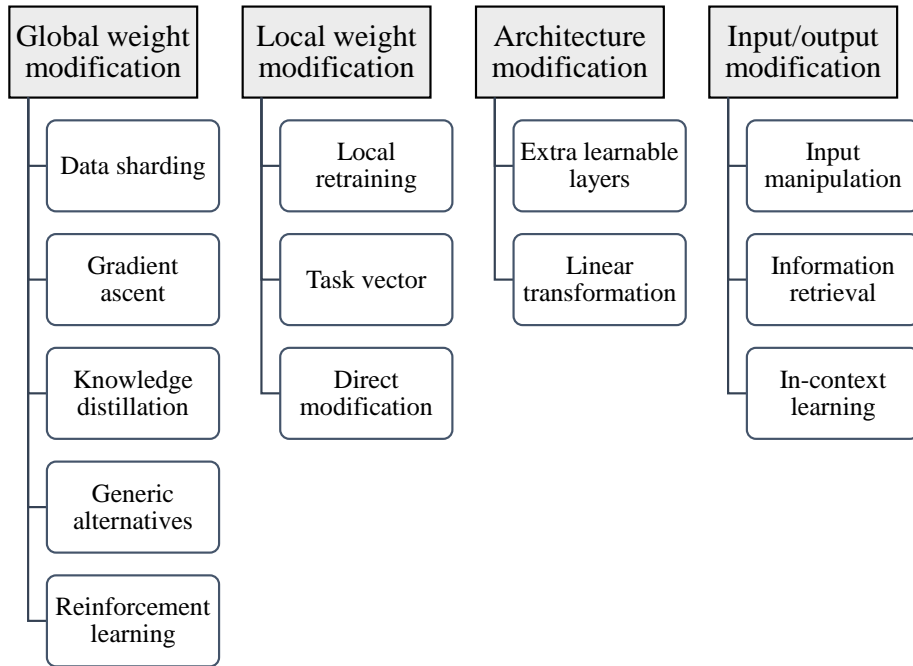 Global weight
modification
Data sharding
Gradient
ascent
Knowledge
distillation
Generic
alternatives
Reinforcement
learning
Local weight
modification
Local
retraining
Task vector
Direct
modification
Architecture
modification
Extra learnable
layers
Linear
transformation
Input/output
modification
Input
manipulation
Information
retrieval
In-context
learning